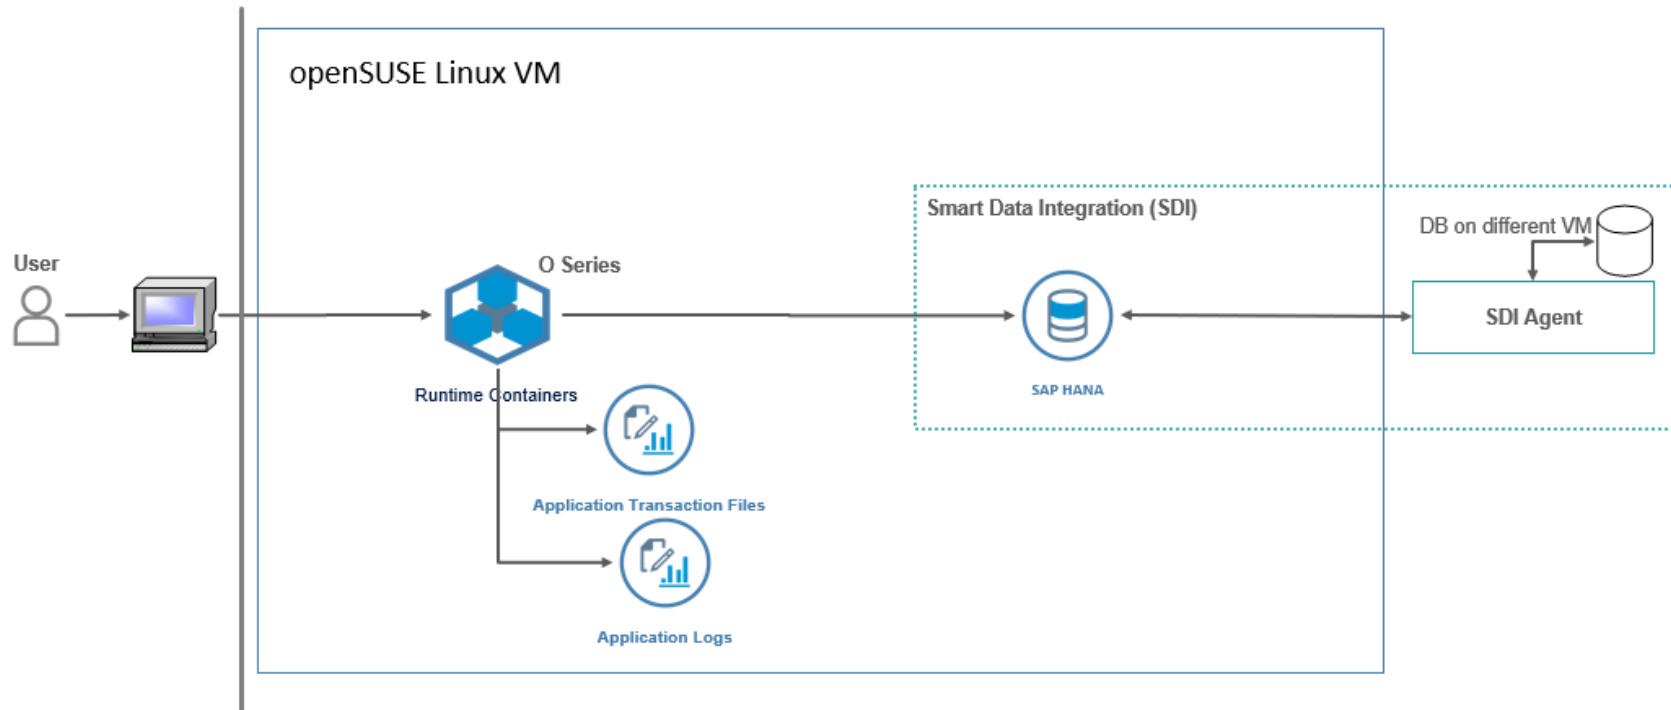 openSUSE Linux VM
Smart Data Integration (SDI)
DB on different VM
User
O Series
SDI Agent
Runtime Containers
SAP HANA
Application Transaction Files
Application Logs